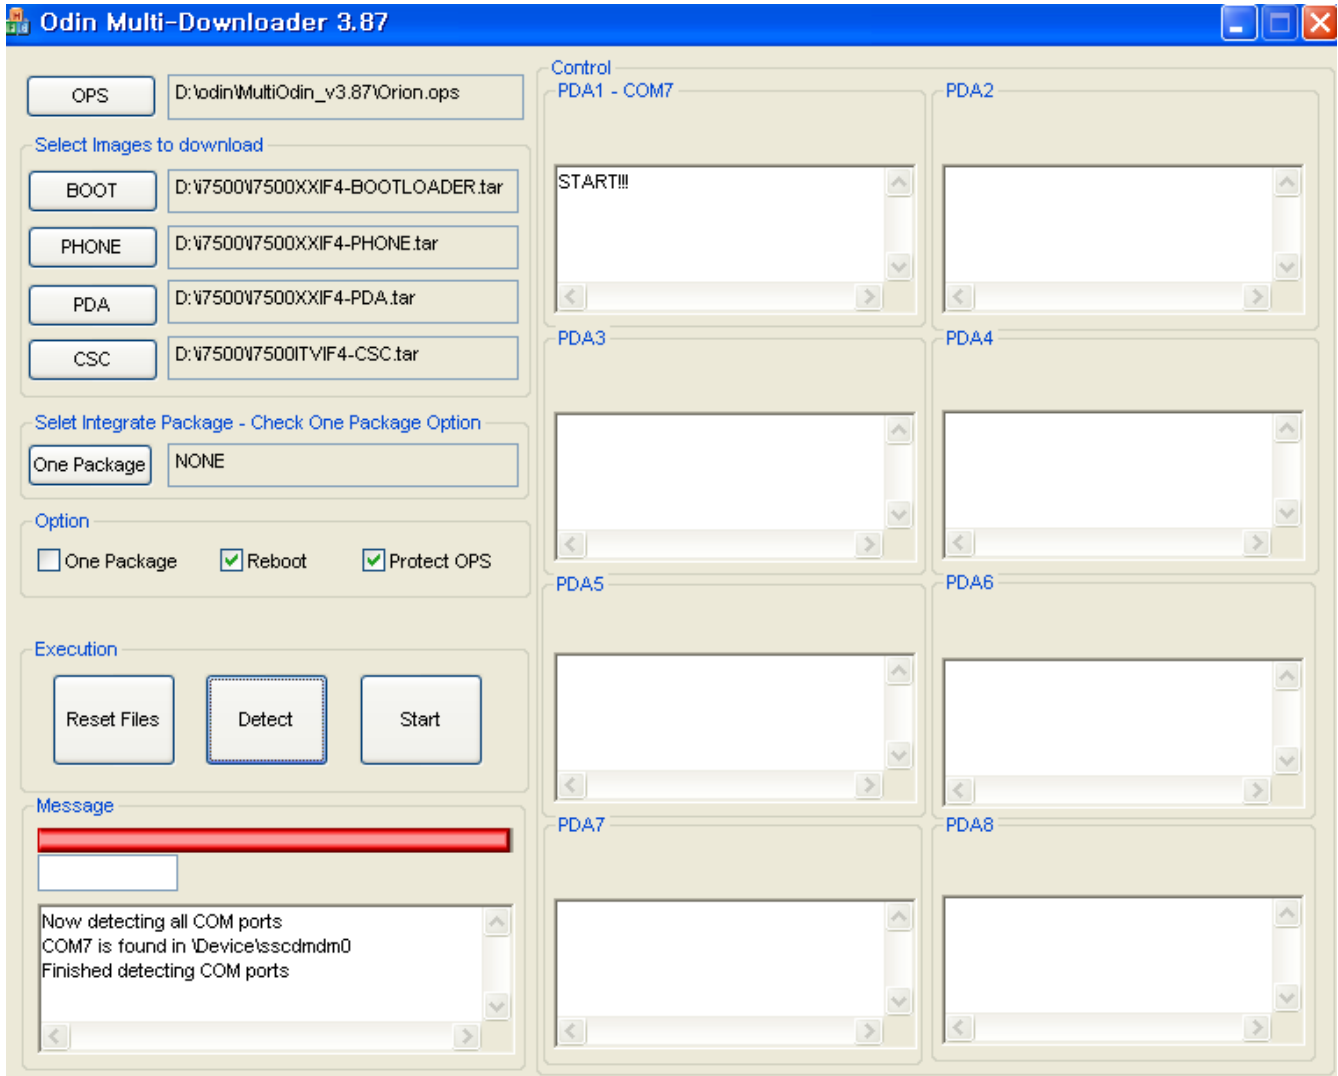 Odin Multi-Downloader 3.87
OPS
D:\odin\MultiOdin_v3.87\Orion.ops
Select Images to download
BOOT
D:\i7500\I7500XXIF4-BOOTLOADER.tar
PHONE
D:\i7500\I7500XXIF4-PHONE.tar
PDA
D:\i7500\I7500XXIF4-PDA.tar
CSC
D:\i7500\I7500ITVIF4-CSC.tar
Selet Integrate Package - Check One Package Option
One Package
NONE
Option
One Package
Reboot
Protect OPS
Execution
Reset Files
Detect
Start
Message
Now detecting all COM ports
COM7 is found in \Device\sscdmdm0
Finished detecting COM ports
Control
PDA1 - COM7
START!!!
PDA2
PDA3
PDA4
PDA5
PDA6
PDA7
PDA8